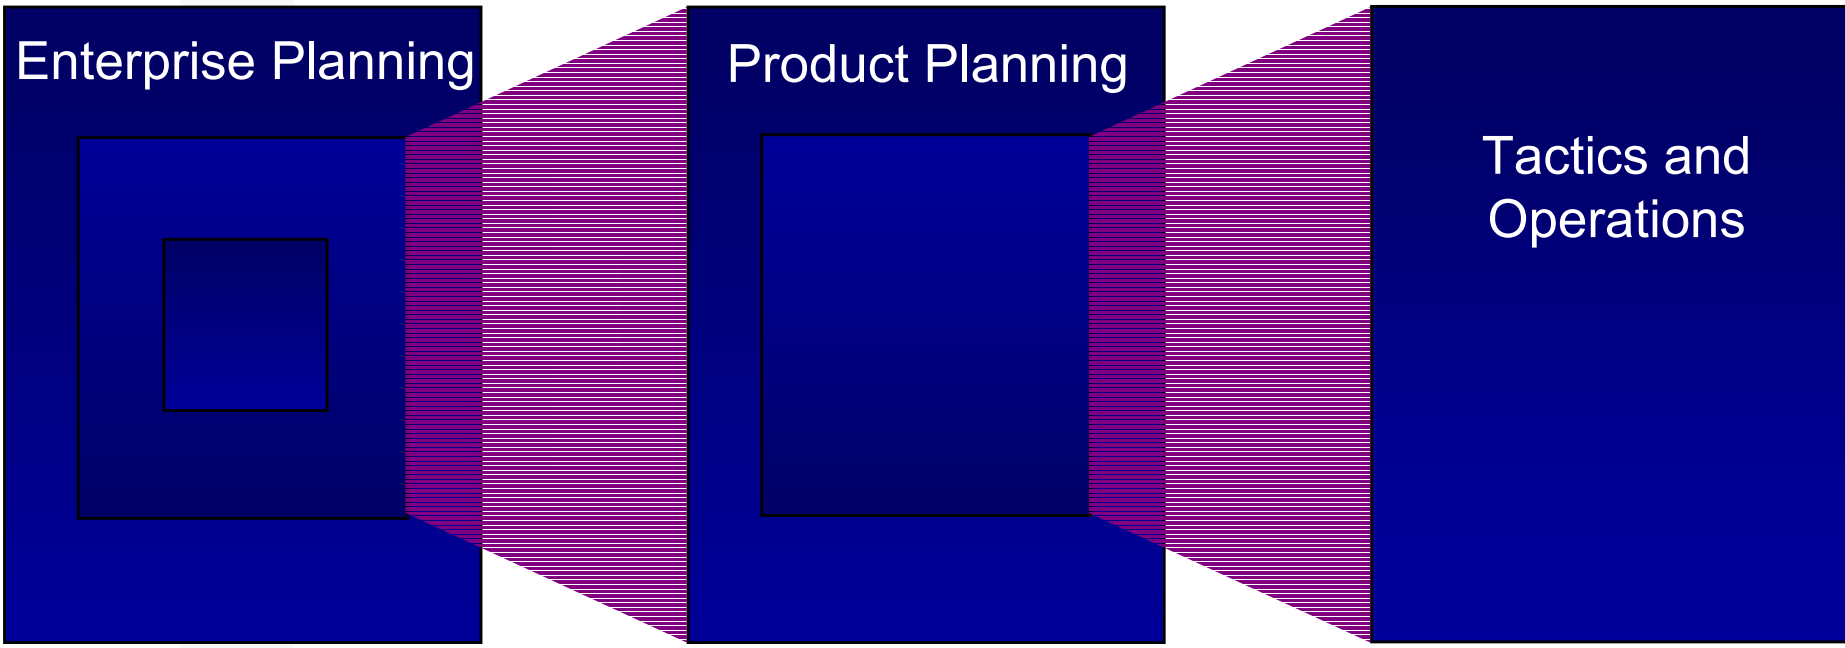 Enterprise Planning
Product Planning
Tactics and
Operations